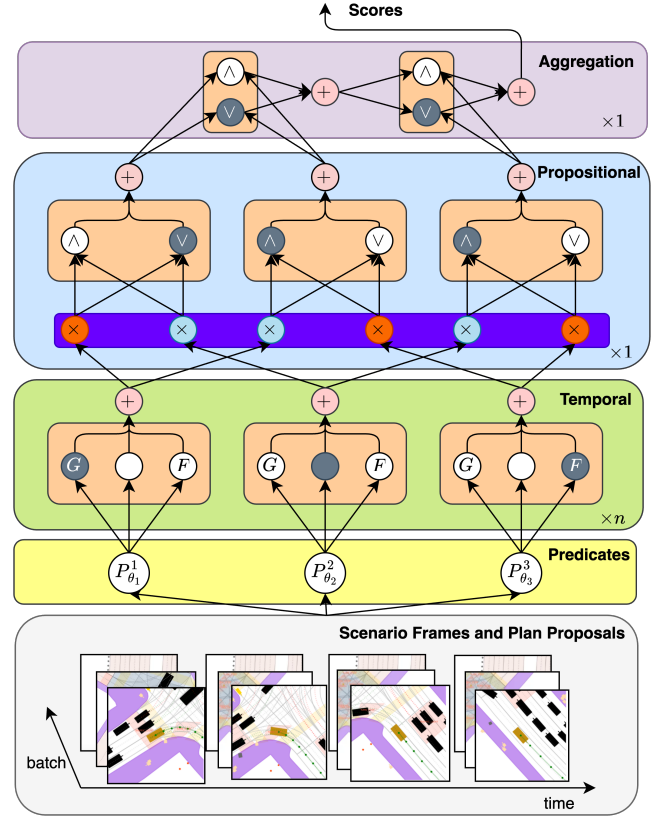 Scores
Aggregation
∧ + ∧ +
∨ ∨
×1
Propositional
+ + +
∧ ∨ ∧ ∨ ∧ ∨
× × × × × ×
×1
Temporal
+ + +
G F G F G F
×n
Predicates
P¹θ₁ P²θ₂ P³θ₃
Scenario Frames and Plan Proposals
batch
time